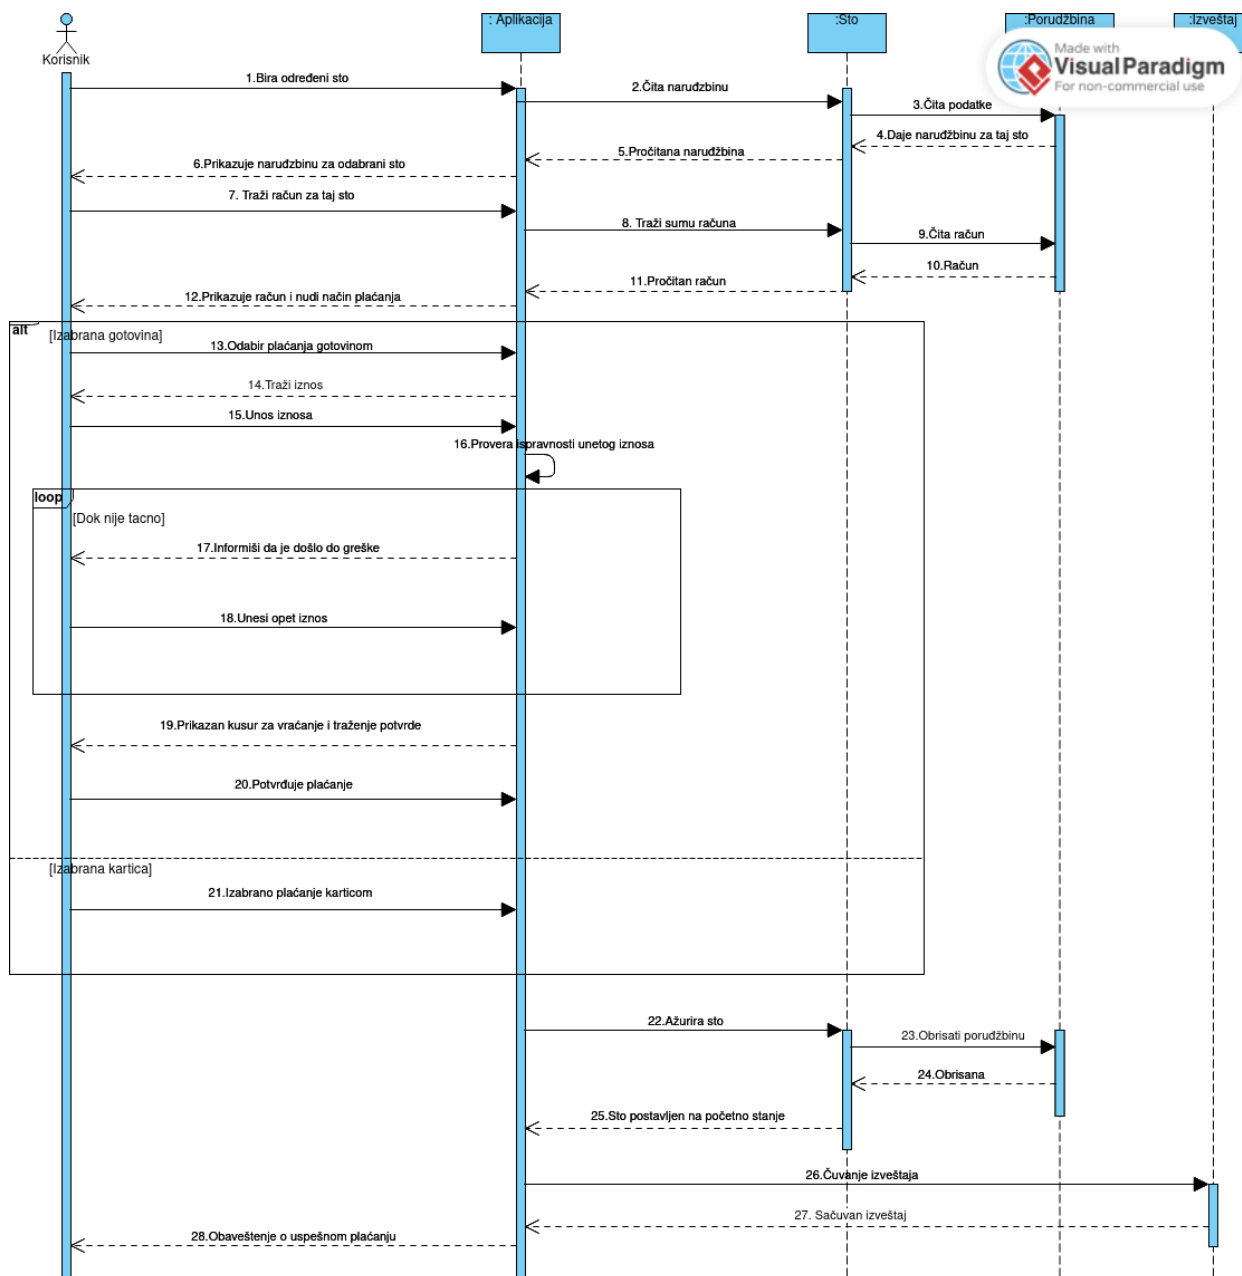 Korisnik
: Aplikacija
:Sto
:Porudžbina
:Izveštaj
Made with
VisualParadigm
For non-commercial use
1.Bira određeni sto
2.Čita narudžbinu
3.Čita podatke
4.Daje narudžbinu za taj sto
5.Pročitana narudžbina
6.Prikazuje narudžbinu za odabrani sto
7. Traži račun za taj sto
8. Traži sumu računa
9.Čita račun
10.Račun
11.Pročitan račun
12.Prikazuje račun i nudi način plaćanja
alt
[Izabrana gotovina]
13.Odabir plaćanja gotovinom
14.Traži iznos
15.Unos iznosa
16.Provera ispravnosti unetog iznosa
loop
[Dok nije tacno]
17.Informiši da je došlo do greške
18.Unesi opet iznos
19.Prikazan kusur za vraćanje i traženje potvrde
20.Potvrđuje plaćanje
[Izabrana kartica]
21.Izabrano plaćanje karticom
22.Ažurira sto
23.Obrisati porudžbinu
24.Obrisana
25.Sto postavljen na početno stanje
26.Čuvanje izveštaja
27. Sačuvan izveštaj
28.Obaveštenje o uspešnom plaćanju